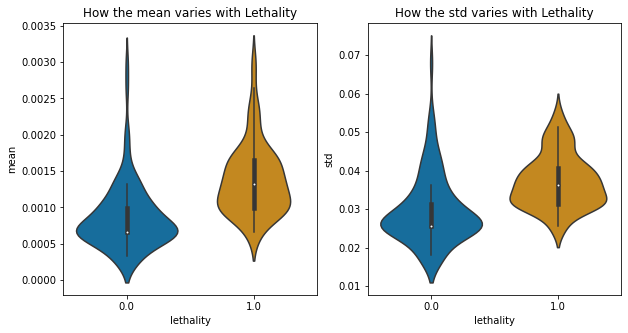 How the mean varies with Lethality
0.0035
0.0030
0.0025
0.0020
0.0015
0.0010
0.0005
0.0000
mean
0.0 1.0
lethality
How the std varies with Lethality
0.07
0.06
0.05
0.04
0.03
0.02
0.01
std
0.0 1.0
lethality